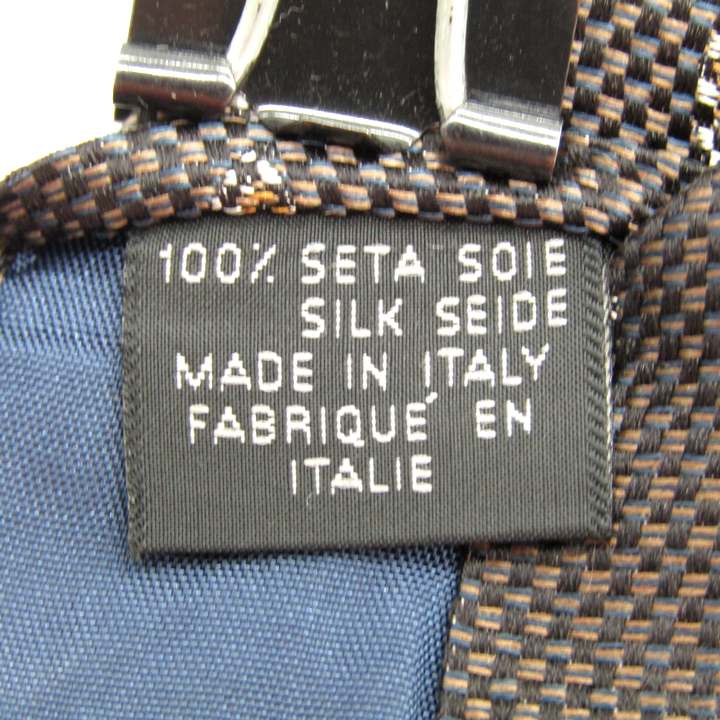 100% SETA SOIE
SILK SEIDE
MADE IN ITALY
FABRIQUÉ EN
ITALIE